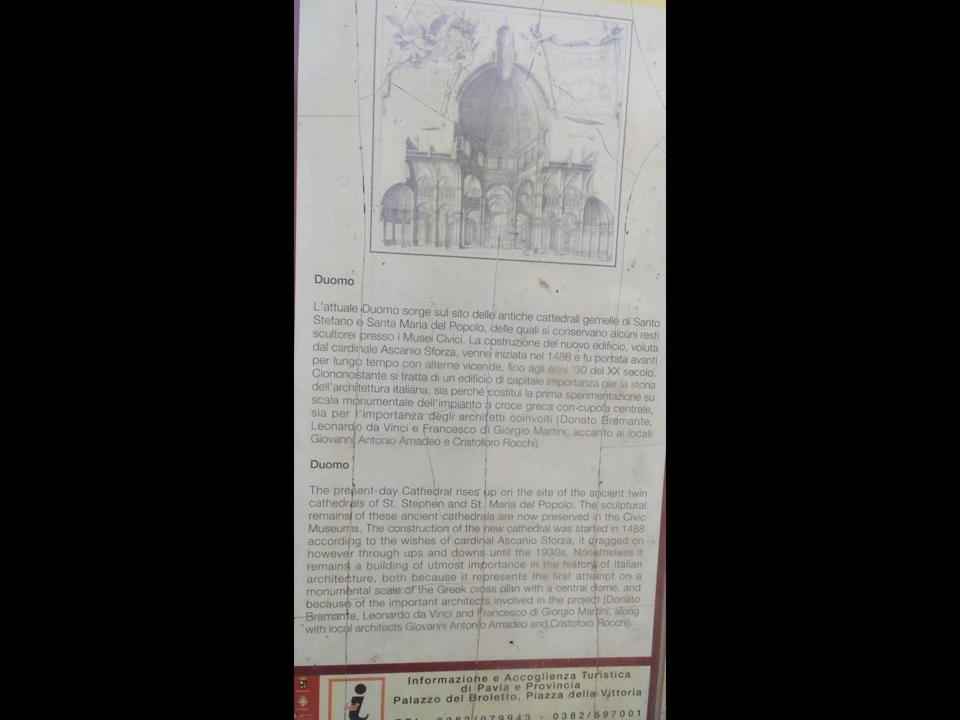 Duomo
L'attuale Duomo sorge sul sito delle antiche cattedrali gemelle di Santo
Stefano e Santa Maria del Popolo, delle quali si conservano alcuni resti
scultorei presso i Musei Civici. La costruzione del nuovo edificio, voluta
dal cardinale Ascanio Sforza, venne iniziata nel 1488 e fu portata avanti,
per lungo tempo con alterne vicende, fino agli anni '30 del XX secolo.
Ciononostante si tratta di un edificio di capitale importanza per la storia
dell'architettura italiana, sia perché costituì la prima sperimentazione su
scala monumentale dell'impianto a croce greca con cupola centrale,
sia per l'importanza degli architetti coinvolti (Donato Bramante,
Leonardo da Vinci e Francesco di Giorgio Martini, accanto ai locali
Giovanni Antonio Amadeo e Cristoforo Rocchi).
Duomo
The present-day Cathedral rises up on the site of the ancient twin
cathedrals of St. Stephen and St. Maria del Popolo. The sculptural
remains of these ancient cathedrals are now preserved in the Civic
Museums. The construction of the new cathedral was started in 1488
according to the wishes of cardinal Ascanio Sforza, it dragged on
however through ups and downs until the 1930s. Nonetheless it
remains a building of utmost importance in the history of Italian
architecture, both because it represents the first attempt on a
monumental scale of the Greek cross plan with a central dome, and
because of the important architects involved in the project (Donato
Bramante, Leonardo da Vinci and Francesco di Giorgio Martini, along
with local architects Giovanni Antonio Amadeo and Cristoforo Rocchi).
Informazione e Accoglienza Turistica
di Pavia e Provincia
Palazzo del Broletto, Piazza della Vittoria
0382/079943 - 0382/597001